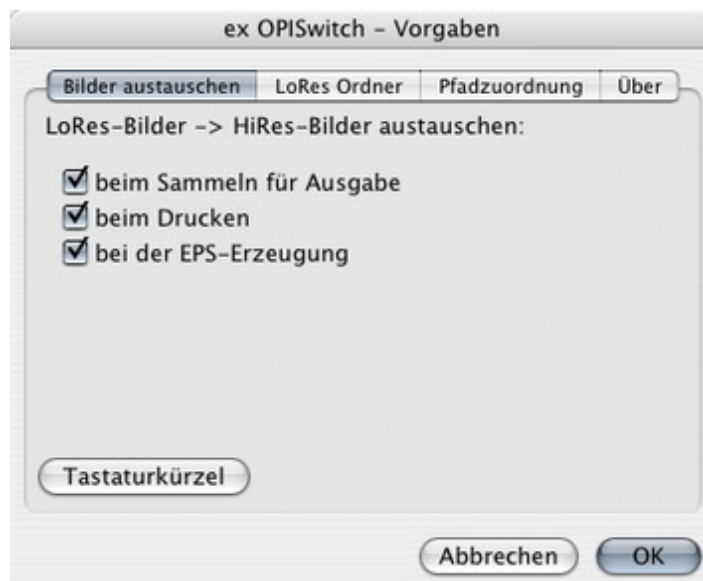 ex OPISwitch – Vorgaben
Bilder austauschen LoRes Ordner Pfadzuordnung Über
LoRes-Bilder -> HiRes-Bilder austauschen:
beim Sammeln für Ausgabe
beim Drucken
bei der EPS-Erzeugung
Tastaturkürzel
Abbrechen OK